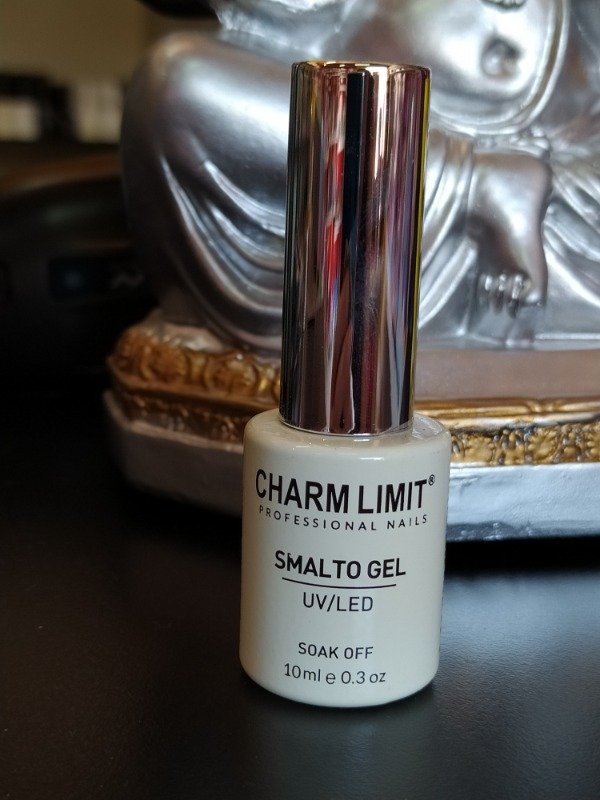 CHARM LIMIT®
PROFESSIONAL NAILS
SMALTO GEL
UV/LED
SOAK OFF
10ml e 0.3 oz